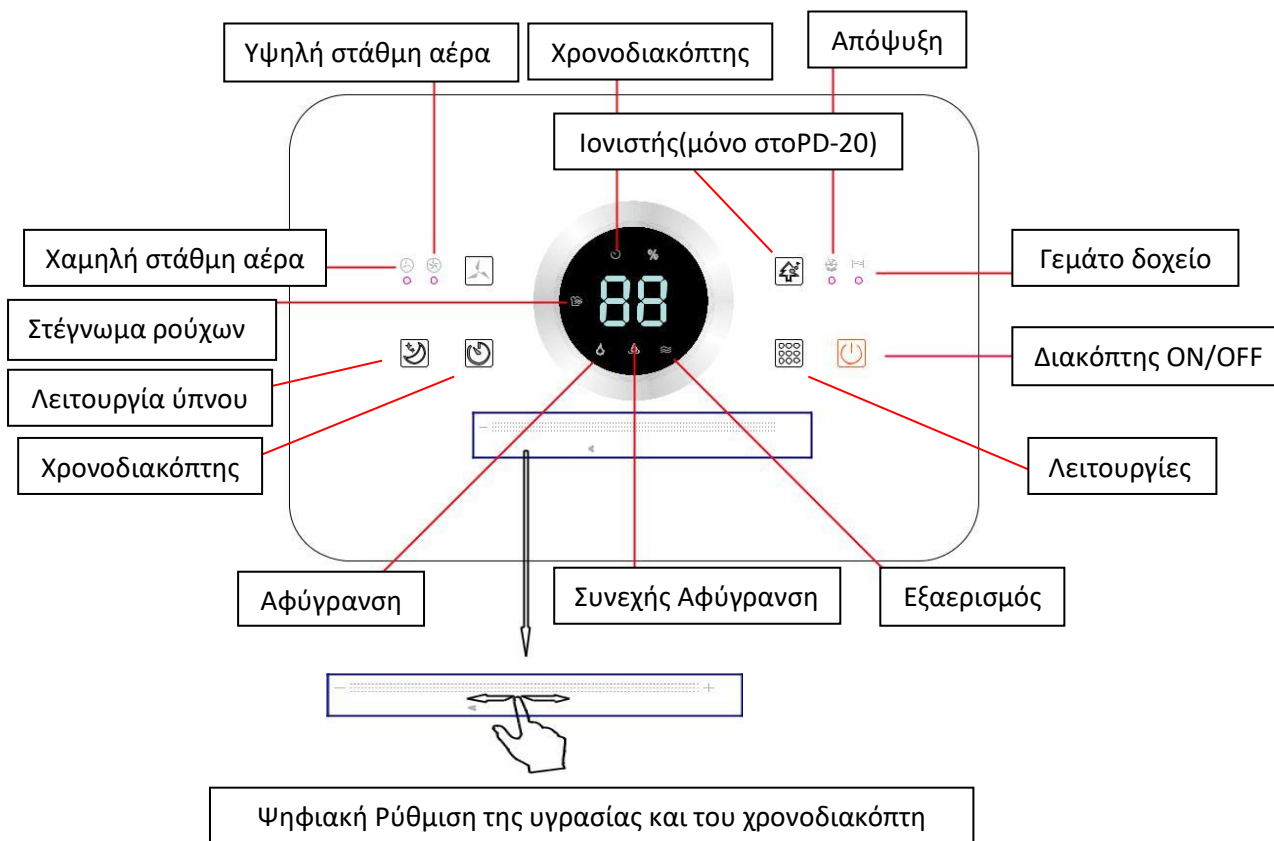 Υψηλή στάθμη αέρα
Χρονοδιακόπτης
Απόψυξη
Ιονιστής(μόνο στοPD-20)
Χαμηλή στάθμη αέρα
%
Γεμάτο δοχείο
88
Στέγνωμα ρούχων
Διακόπτης ON/OFF
Λειτουργία ύπνου
Χρονοδιακόπτης
Λειτουργίες
Αφύγρανση
Συνεχής Αφύγρανση
Εξαερισμός
Ψηφιακή Ρύθμιση της υγρασίας και του χρονοδιακόπτη